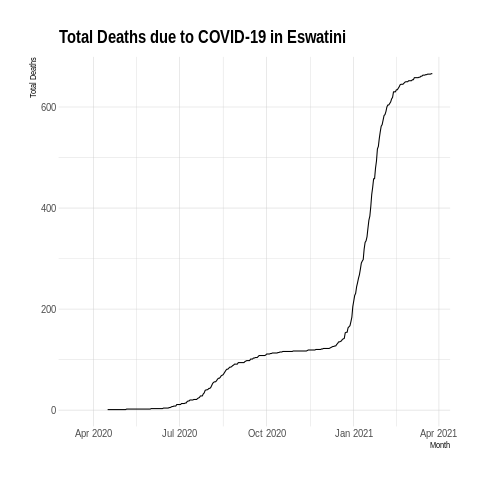 Total Deaths due to COVID-19 in Eswatini
Total Deaths
600
400
200
0
Apr 2020 Jul 2020 Oct 2020 Jan 2021 Apr 2021
Month